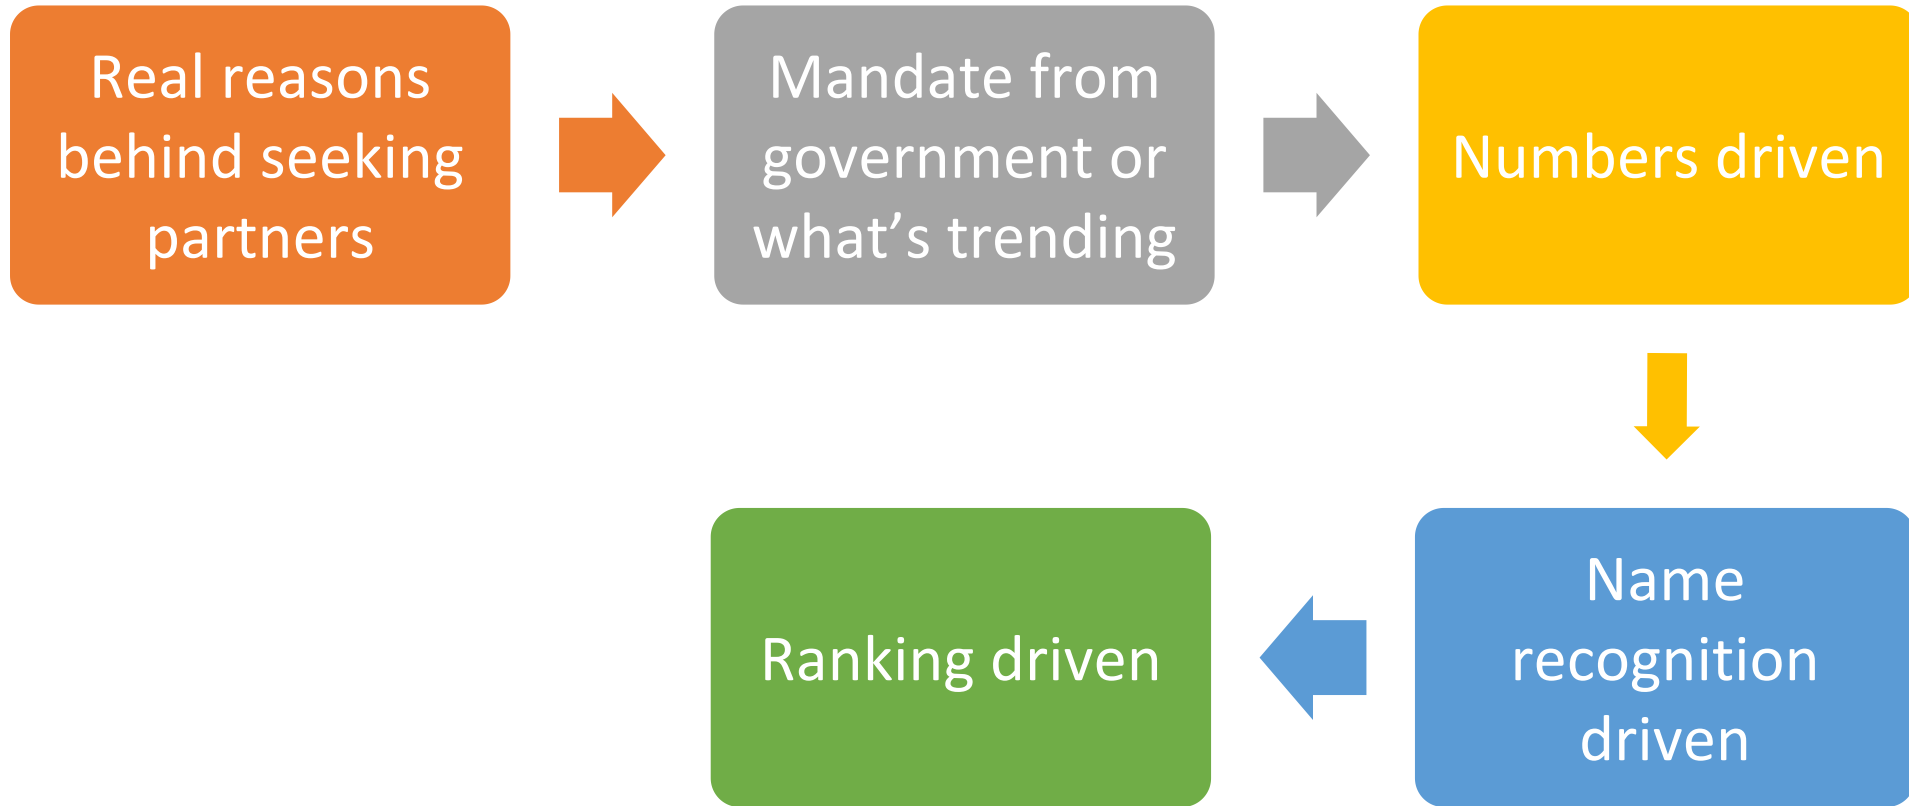 Real reasons
behind seeking
partners
Mandate from
government or
what’s trending
Numbers driven
Name
recognition
driven
Ranking driven